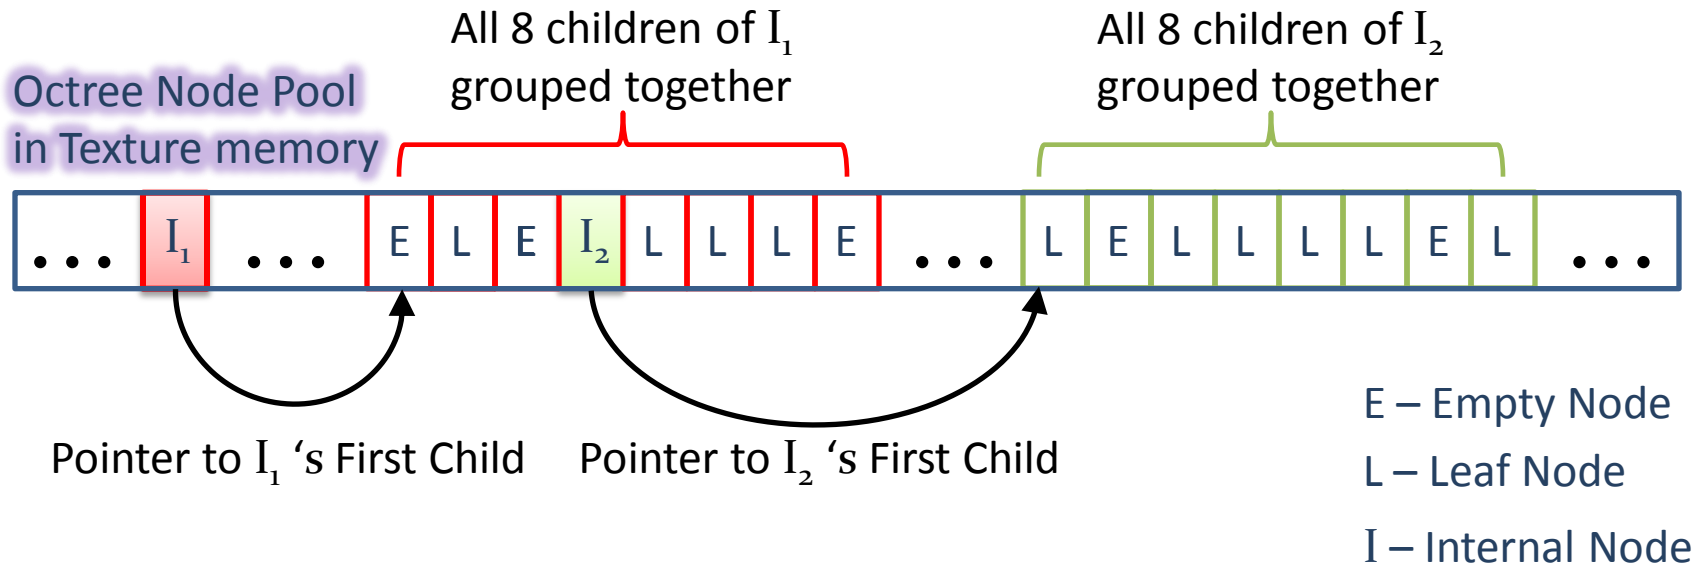 All 8 children of I₁
grouped together
All 8 children of I₂
grouped together
Octree Node Pool
in Texture memory
... I₁ ... E L E I₂ L L L E ... L E L L L L E L ...
Pointer to I₁ ‘s First Child
Pointer to I₂ ‘s First Child
E – Empty Node
L – Leaf Node
I – Internal Node